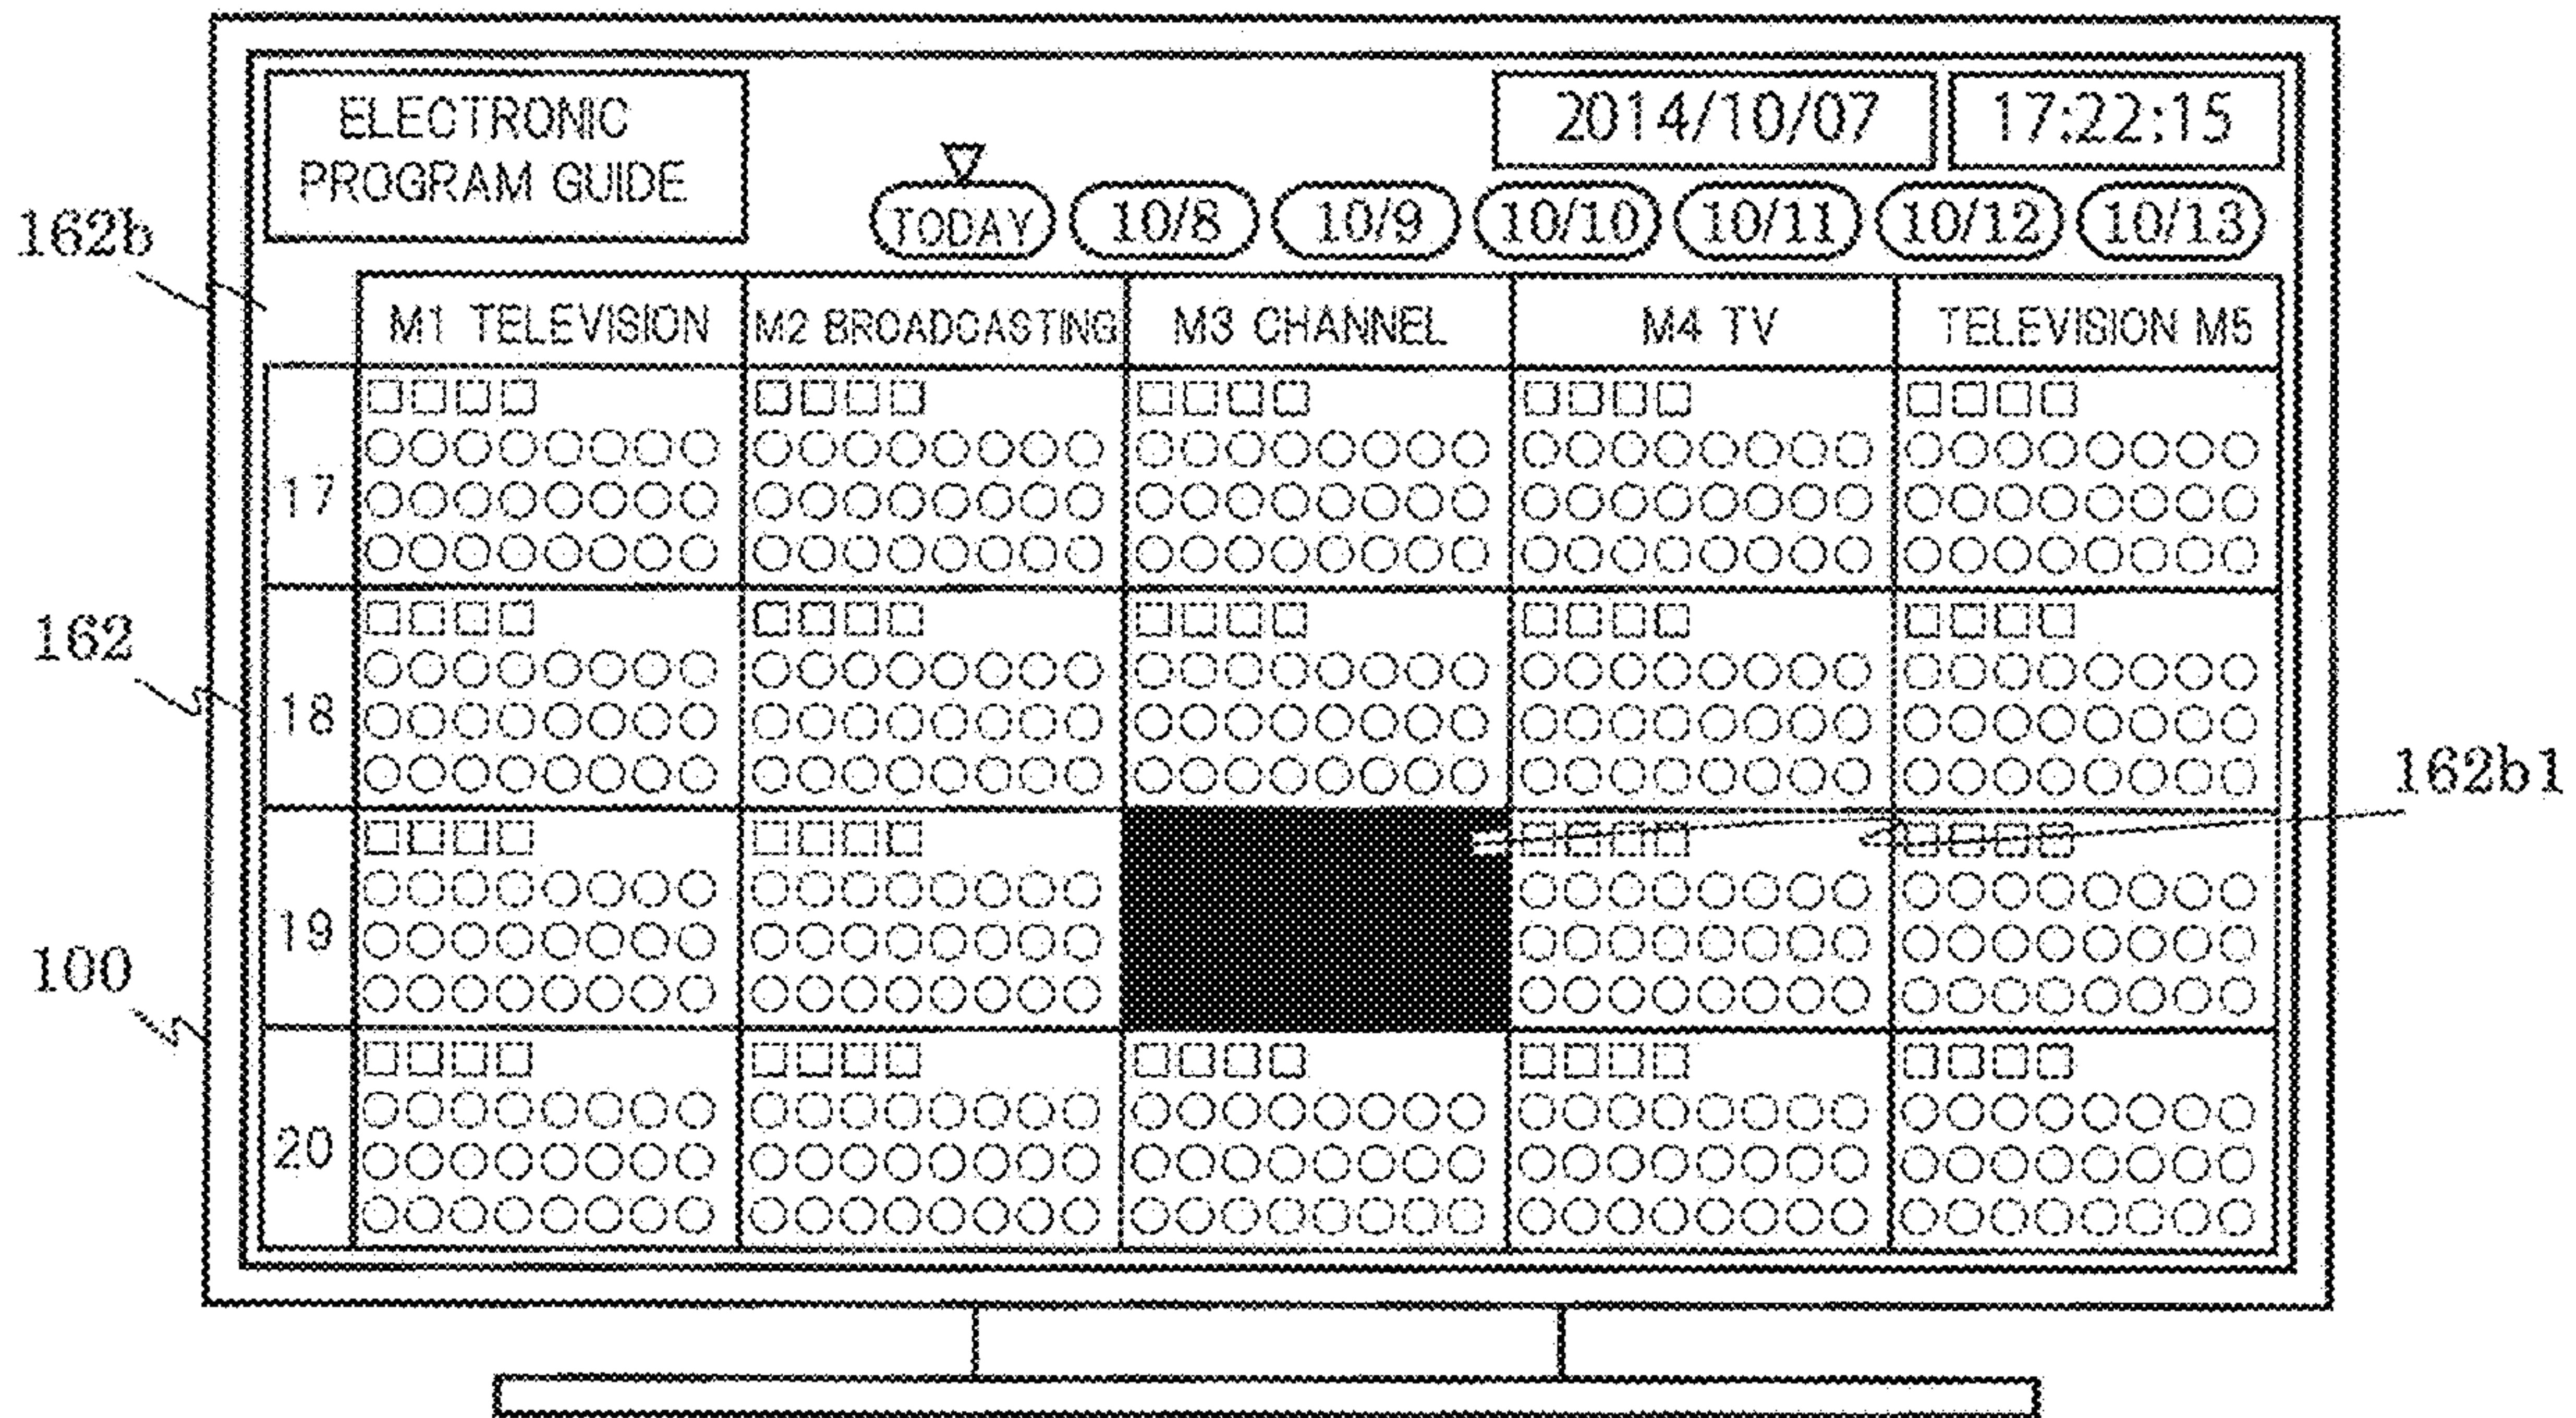 ELECTRONIC
PROGRAM GUIDE
2014/10/07
17:22:15
TODAY
10/8
10/9
10/10
10/11
10/12
10/13
162b
M1 TELEVISION
M2 BROADCASTING
M3 CHANNEL
M4 TV
TELEVISION M5
17
18
162
162b1
19
100
20